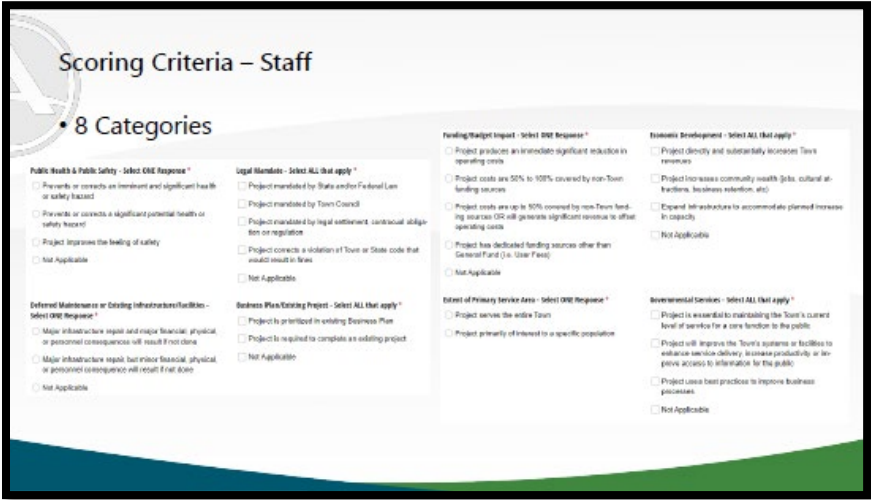 Scoring Criteria – Staff
• 8 Categories
Public Health & Public Safety - Select ONE Response *
Prevents or corrects an imminent and significant health
or safety hazard
Prevents or corrects a significant potential health or
safety hazard
Project improves the feeling of safety
Not Applicable
Legal Mandate - Select ALL that apply *
Project mandated by State and/or Federal Law
Project mandated by Town Council
Project mandated by legal settlement, contractual obliga-
tion or regulation
Project corrects a violation of Town or State code that
would result in fines
Not Applicable
Deferred Maintenance or Existing Infrastructure/Facilities -
Select ONE Response *
Major infrastructure repair and major financial, physical,
or personnel consequences will result if not done
Major infrastructure repair, but minor financial, physical,
or personnel consequence will result if not done
Not Applicable
Business Plan/Existing Project - Select ALL that apply *
Project is prioritized in existing Business Plan
Project is required to complete an existing project
Not Applicable
Funding/Budget Impact - Select ONE Response *
Project produces an immediate significant reduction in
operating costs
Project costs are 50% to 100% covered by non-Town
funding sources
Project costs are up to 50% covered by non-Town fund-
ing sources OR will generate significant revenue to offset
operating costs
Project has dedicated funding sources other than
General Fund (i.e. User Fees)
Not Applicable
Economic Development - Select ALL that apply *
Project directly and substantially increases Town
revenues
Project increases community wealth (jobs, cultural at-
tractions, business retention, etc)
Expand infrastructure to accommodate planned increase
in capacity
Not Applicable
Extent of Primary Service Area - Select ONE Response *
Project serves the entire Town
Project primarily of interest to a specific population
Governmental Services - Select ALL that apply *
Project is essential to maintaining the Town's current
level of service for a core function to the public
Project will improve the Town's systems or facilities to
enhance service delivery, increase productivity or im-
prove access to information for the public
Project uses best practices to improve business
processes
Not Applicable